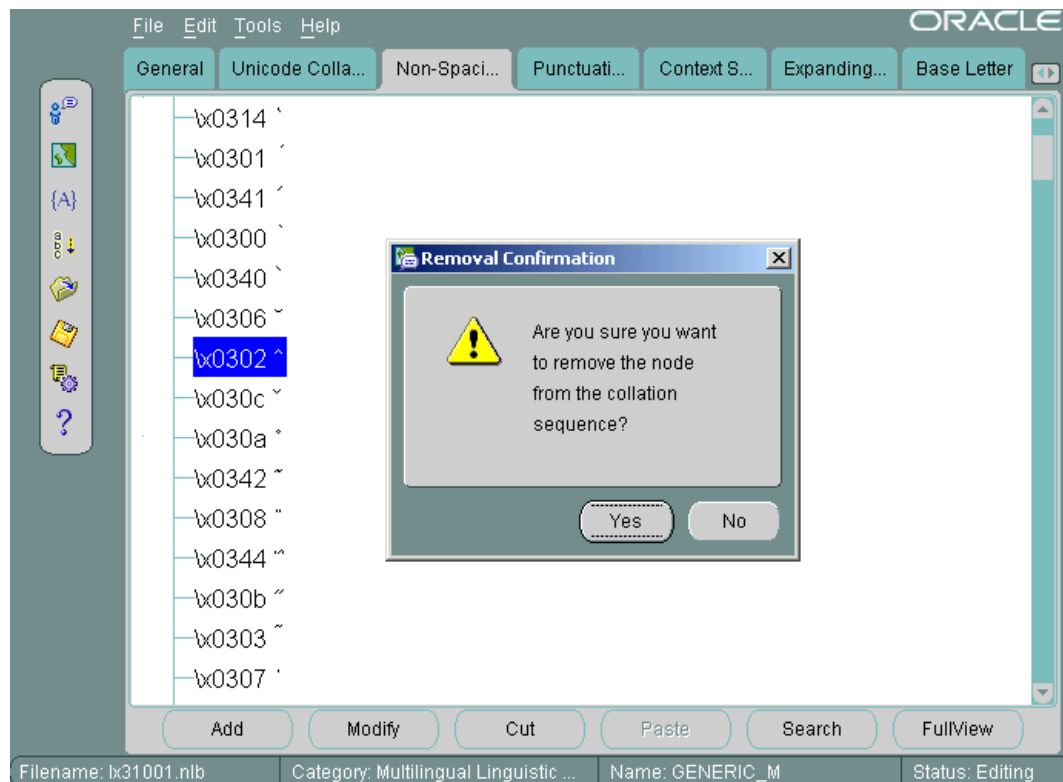 File Edit Tools Help
ORACLE
General Unicode Colla... Non-Spaci... Punctuati... Context S... Expanding... Base Letter
{A}
a
b
c
?
\x0314 ̔
\x0301 ́
\x0341 ́
\x0300 ̀
\x0340 ̀
\x0306 ̆
\x0302 ^
\x030c ˇ
\x030a °
\x0342 ˜
\x0308 ¨
\x0344 ̈́
\x030b ˝
\x0303 ˜
\x0307 ˙
Removal Confirmation
Are you sure you want
to remove the node
from the collation
sequence?
Yes No
Add Modify Cut Paste Search FullView
Filename: lx31001.nlb Category: Multilingual Linguistic ... Name: GENERIC_M Status: Editing